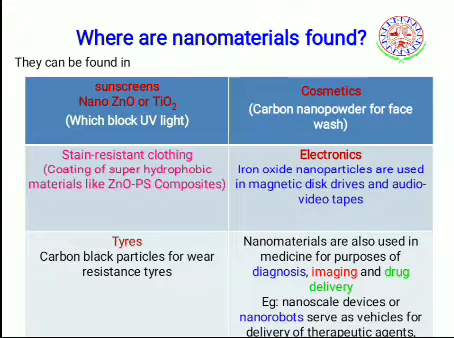 Where are nanomaterials found?
They can be found in
sunscreens
Nano ZnO or TiO2
(Which block UV light)
Cosmetics
(Carbon nanopowder for face
wash)
Stain-resistant clothing
(Coating of super hydrophobic
materials like ZnO-PS Composites)
Electronics
Iron oxide nanoparticles are used
in magnetic disk drives and audio-
video tapes
Tyres
Carbon black particles for wear
resistance tyres
Nanomaterials are also used in
medicine for purposes of
diagnosis, imaging and drug
delivery
Eg: nanoscale devices or
nanorobots serve as vehicles for
delivery of therapeutic agents,